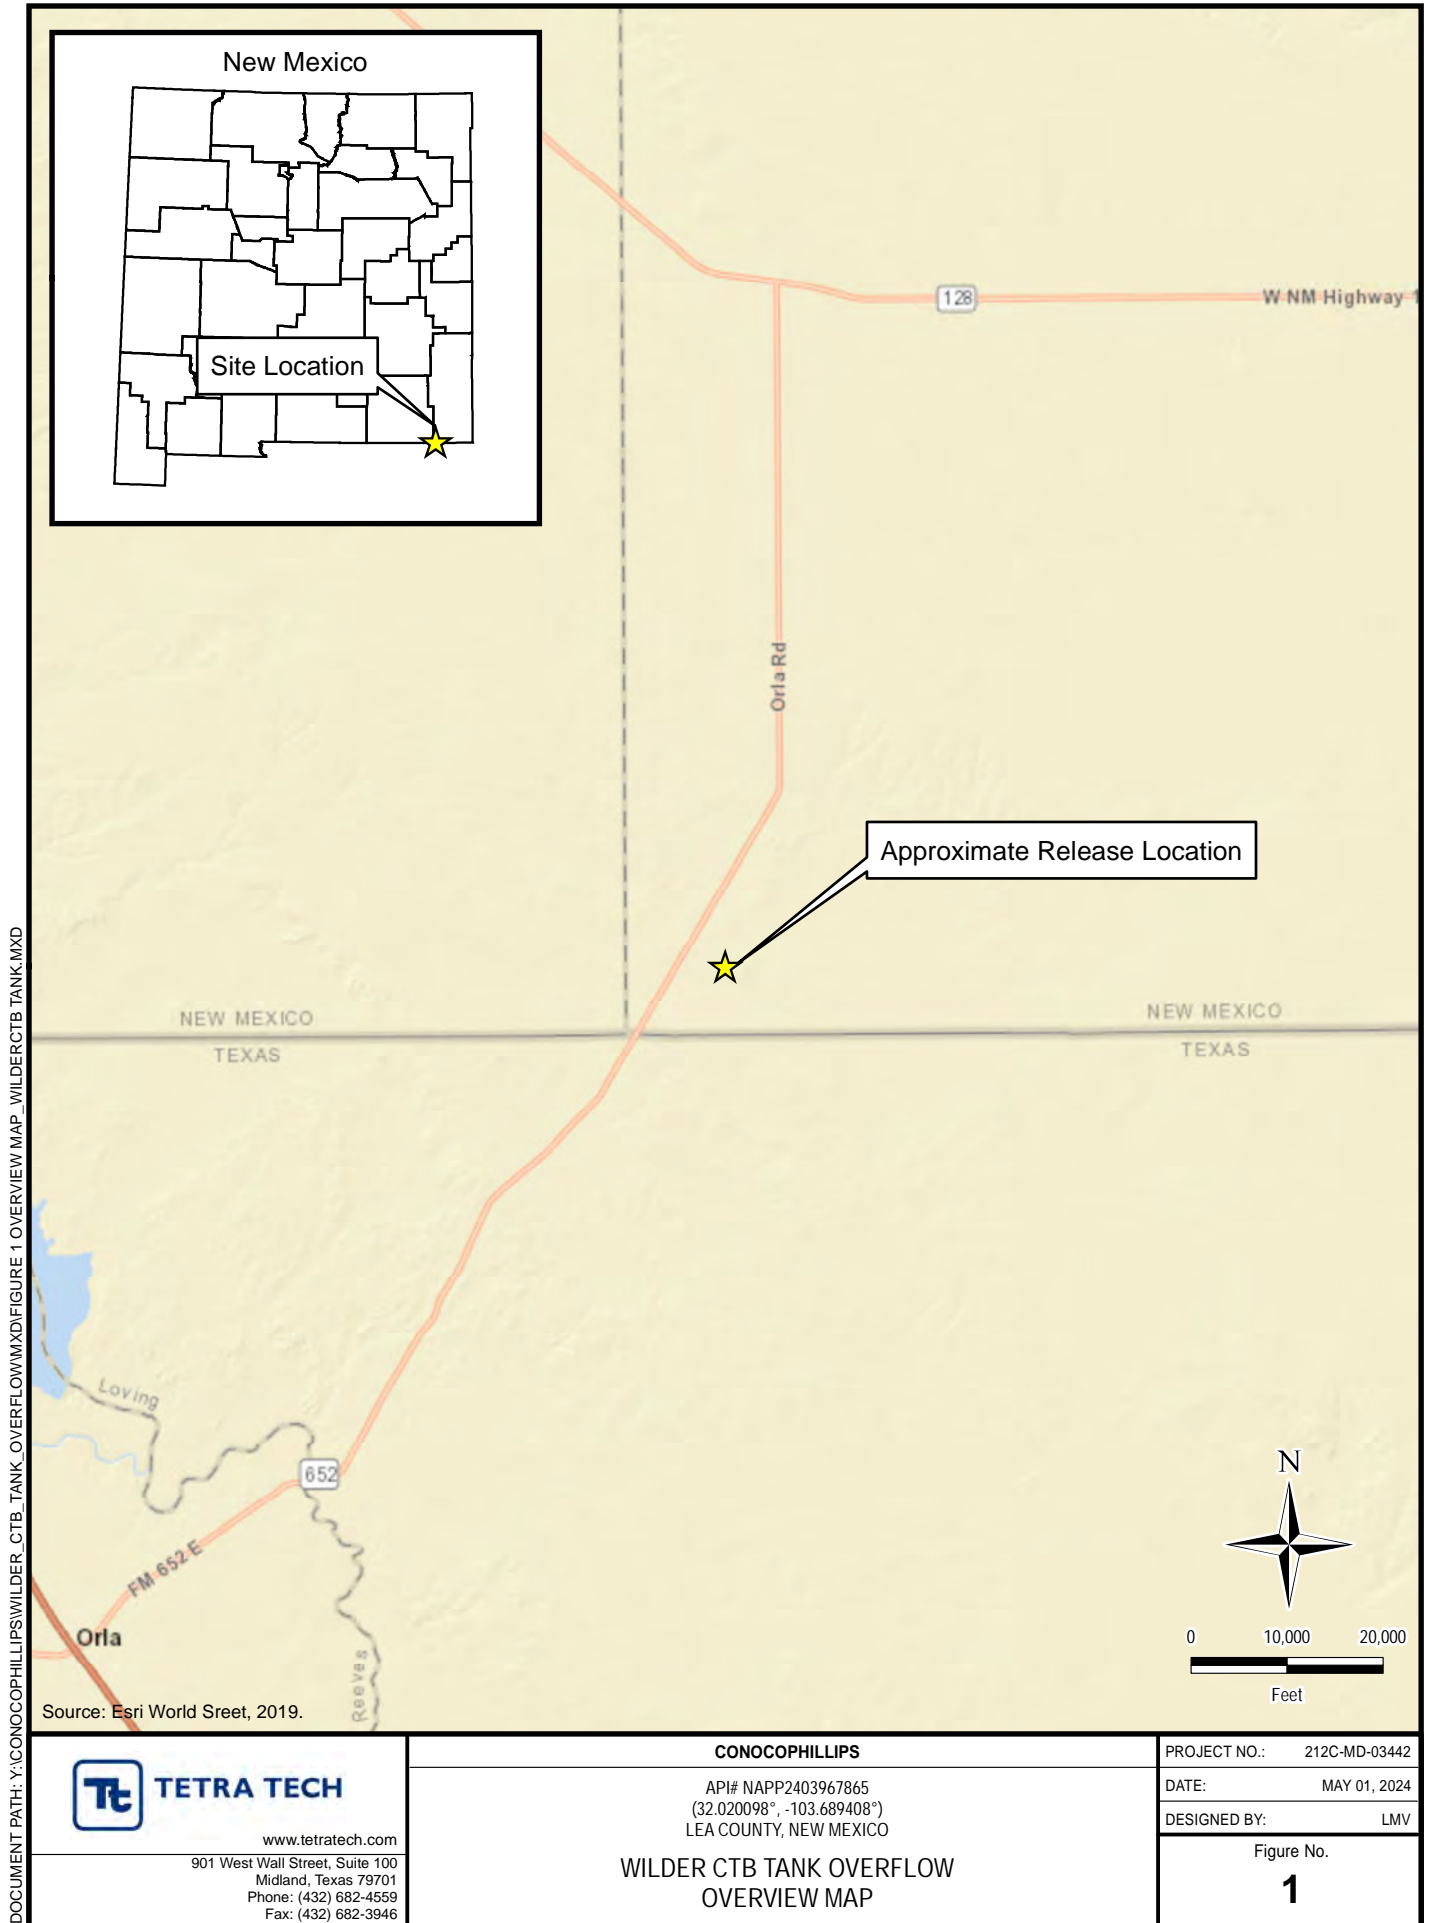 New Mexico
Site Location
128
W NM Highway 1
Orla Rd
Approximate Release Location
NEW MEXICO
NEW MEXICO
TEXAS
TEXAS
Loving
652
FM 652 E
Orla
Reeves
N
0 10,000 20,000
Feet
Source: Esri World Sreet, 2019.
DOCUMENT PATH: Y:\CONOCOPHILLIPS\WILDER_CTB_TANK_OVERFLOW\MXD\FIGURE 1 OVERVIEW MAP_WILDERCTB TANK.MXD
Tt TETRA TECH
www.tetratech.com
901 West Wall Street, Suite 100
Midland, Texas 79701
Phone: (432) 682-4559
Fax: (432) 682-3946
CONOCOPHILLIPS
API# NAPP2403967865
(32.020098°, -103.689408°)
LEA COUNTY, NEW MEXICO
WILDER CTB TANK OVERFLOW
OVERVIEW MAP
PROJECT NO.: 212C-MD-03442
DATE: MAY 01, 2024
DESIGNED BY: LMV
Figure No.
1